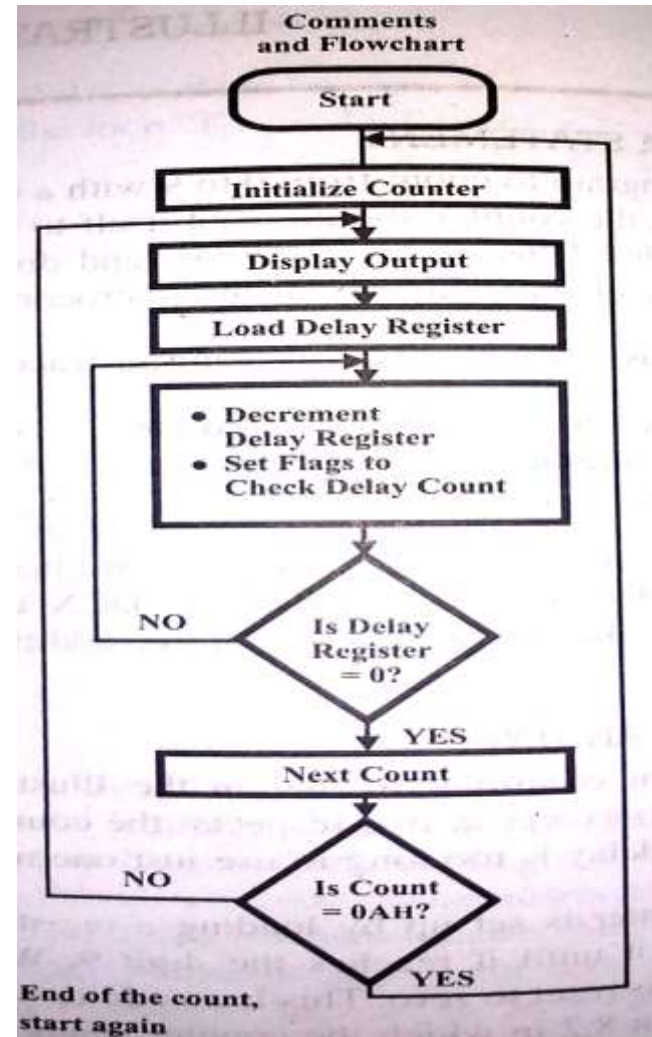 Comments
and Flowchart
Start
Initialize Counter
Display Output
Load Delay Register
• Decrement
Delay Register
• Set Flags to
Check Delay Count
NO
Is Delay
Register
= 0?
YES
Next Count
NO
Is Count
= 0AH?
YES
End of the count,
start again